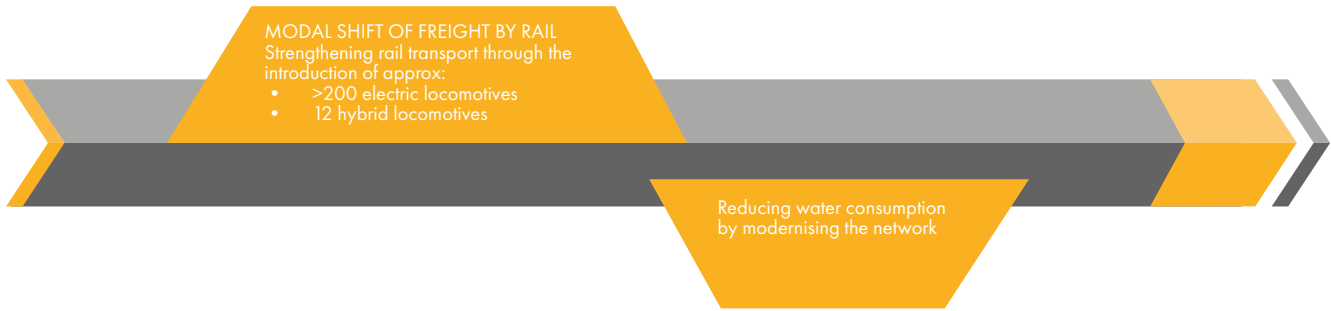 MODAL SHIFT OF FREIGHT BY RAIL
Strengthening rail transport through the
introduction of approx:
• >200 electric locomotives
• 12 hybrid locomotives
Reducing water consumption
by modernising the network